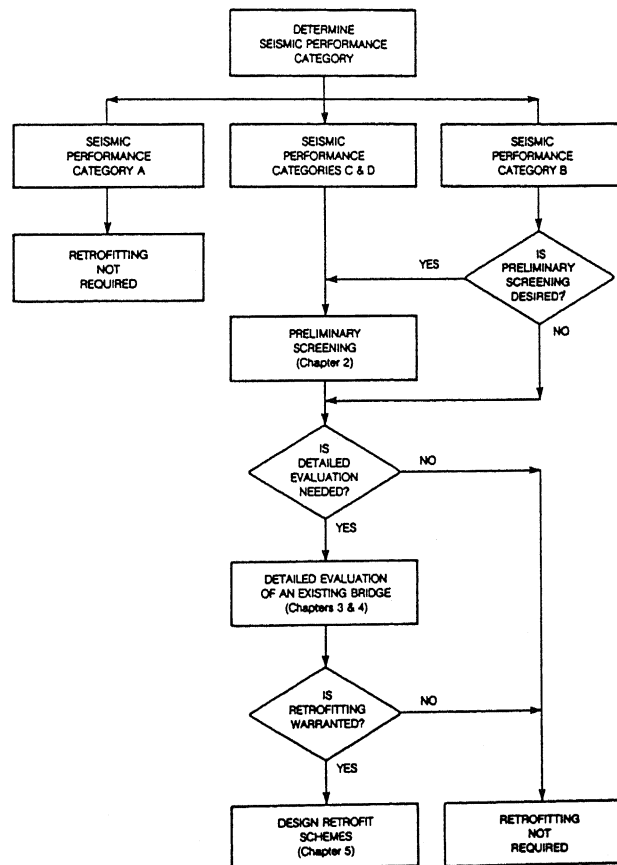 DETERMINE
SEISMIC PERFORMANCE
CATEGORY
SEISMIC
PERFORMANCE
CATEGORY A
SEISMIC
PERFORMANCE
CATEGORIES C & D
SEISMIC
PERFORMANCE
CATEGORY B
RETROFITTING
NOT
REQUIRED
YES
IS
PRELIMINARY
SCREENING
DESIRED?
NO
PRELIMINARY
SCREENING
(Chapter 2)
IS
DETAILED
EVALUATION
NEEDED?
NO
YES
DETAILED EVALUATION
OF AN EXISTING BRIDGE
(Chapters 3 & 4)
IS
RETROFITTING
WARRANTED?
NO
YES
DESIGN RETROFIT
SCHEMES
(Chapter 5)
RETROFITTING
NOT
REQUIRED